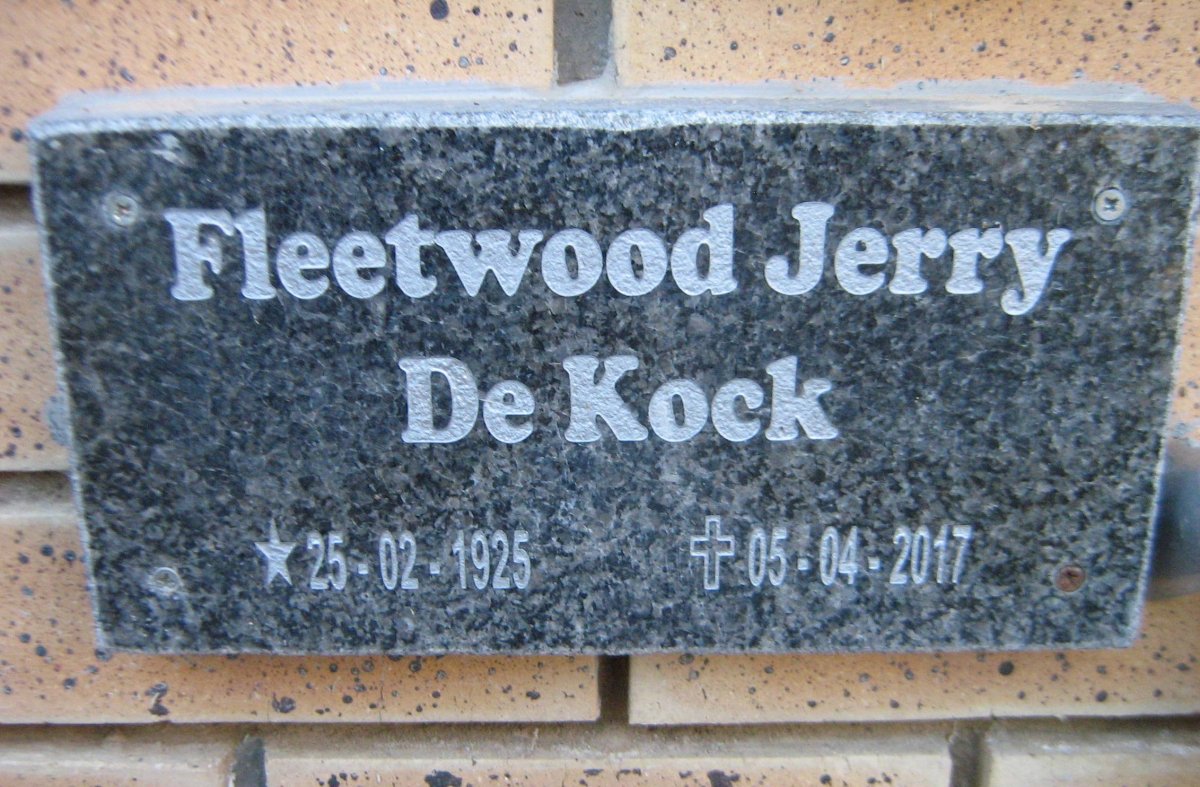 Fleetwood Jerry
De Kock
★ 25-02-1925 ✝ 05-04-2017